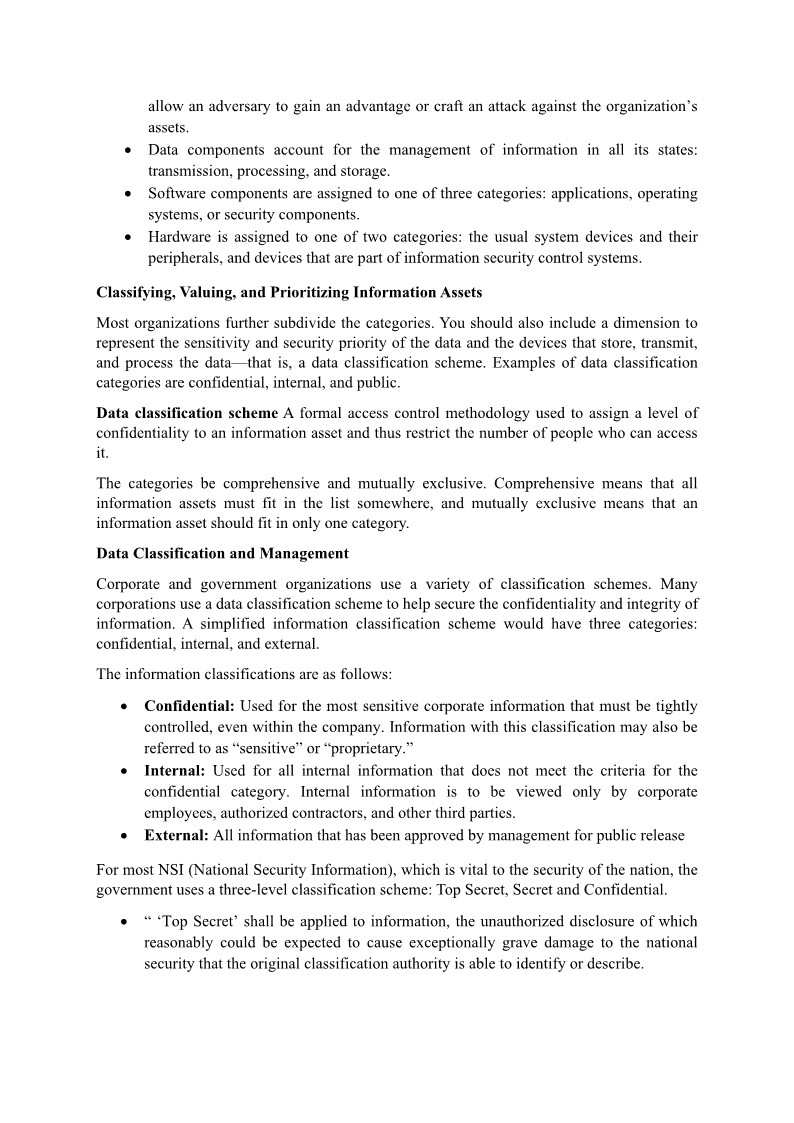 allow an adversary to gain an advantage or craft an attack against the organization’s
assets.
• Data components account for the management of information in all its states:
transmission, processing, and storage.
• Software components are assigned to one of three categories: applications, operating
systems, or security components.
• Hardware is assigned to one of two categories: the usual system devices and their
peripherals, and devices that are part of information security control systems.
Classifying, Valuing, and Prioritizing Information Assets
Most organizations further subdivide the categories. You should also include a dimension to
represent the sensitivity and security priority of the data and the devices that store, transmit,
and process the data—that is, a data classification scheme. Examples of data classification
categories are confidential, internal, and public.
Data classification scheme A formal access control methodology used to assign a level of
confidentiality to an information asset and thus restrict the number of people who can access
it.
The categories be comprehensive and mutually exclusive. Comprehensive means that all
information assets must fit in the list somewhere, and mutually exclusive means that an
information asset should fit in only one category.
Data Classification and Management
Corporate and government organizations use a variety of classification schemes. Many
corporations use a data classification scheme to help secure the confidentiality and integrity of
information. A simplified information classification scheme would have three categories:
confidential, internal, and external.
The information classifications are as follows:
• Confidential: Used for the most sensitive corporate information that must be tightly
controlled, even within the company. Information with this classification may also be
referred to as “sensitive” or “proprietary.”
• Internal: Used for all internal information that does not meet the criteria for the
confidential category. Internal information is to be viewed only by corporate
employees, authorized contractors, and other third parties.
• External: All information that has been approved by management for public release
For most NSI (National Security Information), which is vital to the security of the nation, the
government uses a three-level classification scheme: Top Secret, Secret and Confidential.
• “ ‘Top Secret’ shall be applied to information, the unauthorized disclosure of which
reasonably could be expected to cause exceptionally grave damage to the national
security that the original classification authority is able to identify or describe.